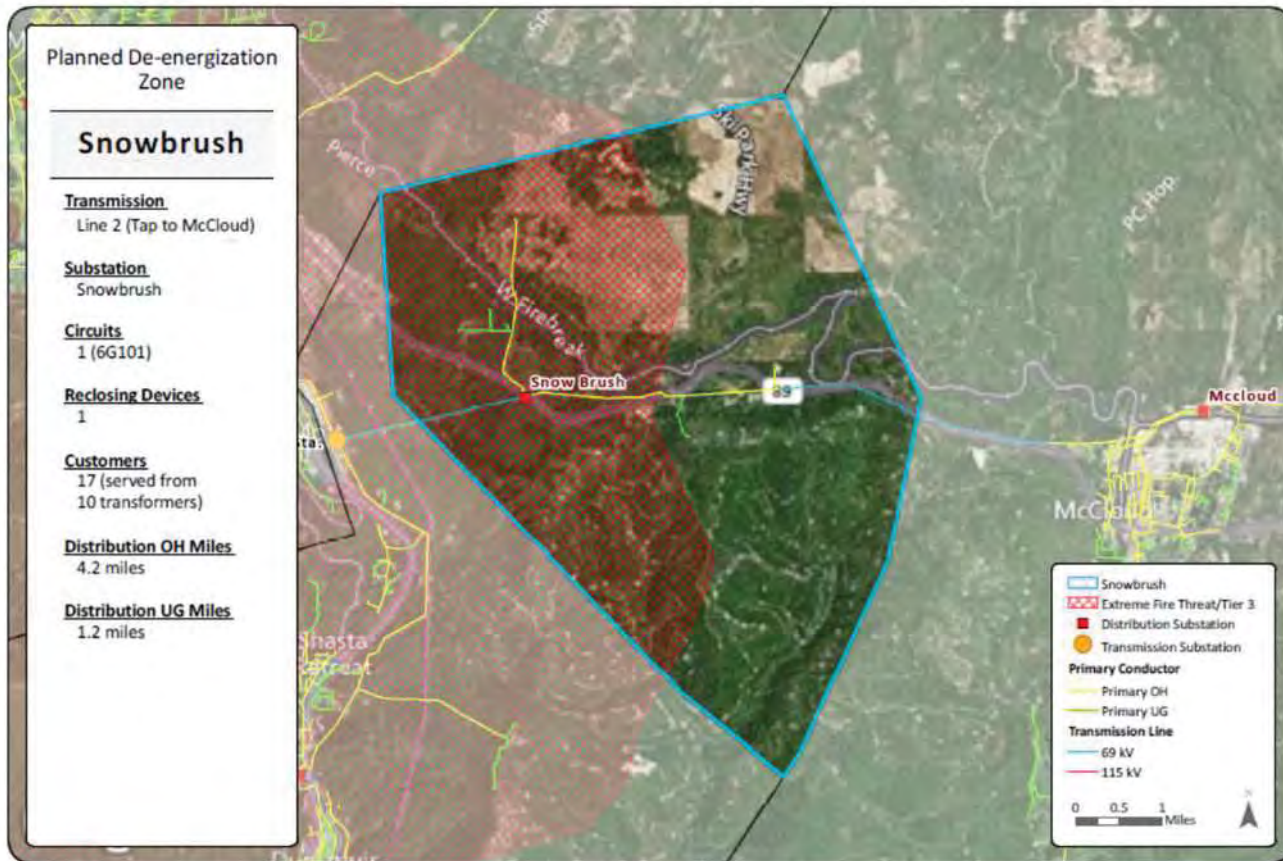 Planned De-energization
Zone
Snowbrush
Transmission
Line 2 (Tap to McCloud)
Substation
Snowbrush
Circuits
1 (6G101)
Reclosing Devices
1
Customers
17 (served from
10 transformers)
Distribution OH Miles
4.2 miles
Distribution UG Miles
1.2 miles
Pierce
Ski Park Hwy
W. Firebreak
PC Hop
Snow Brush
89
Mccloud
McCloud
Shasta
Retreat
Snowbrush
Extreme Fire Threat/Tier 3
Distribution Substation
Transmission Substation
Primary Conductor
Primary OH
Primary UG
Transmission Line
69 kV
115 kV
0 0.5 1
Miles
N